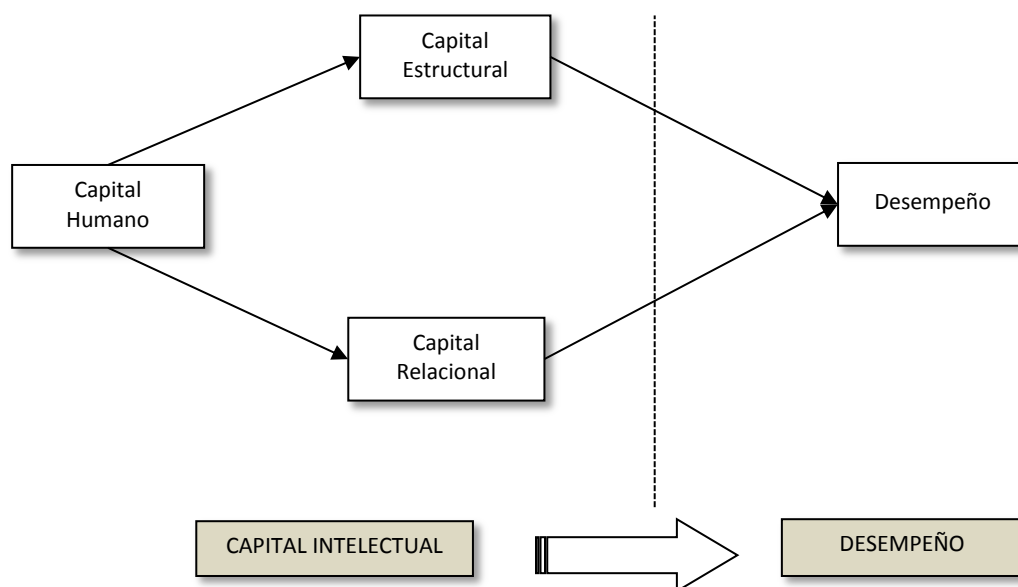 Capital
Estructural
Capital
Humano
Desempeño
Capital
Relacional
CAPITAL INTELECTUAL
DESEMPEÑO